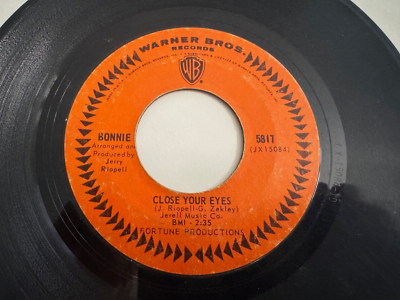 WARNER BROS.
RECORDS
WB
BONNIE
5817
Arranged and
(JX15084)
Produced by
Jerry
Riopell
CLOSE YOUR EYES
(J. Riopell-G. Zekley)
Jerell Music Co.
BMI - 2:35
FORTUNE PRODUCTIONS